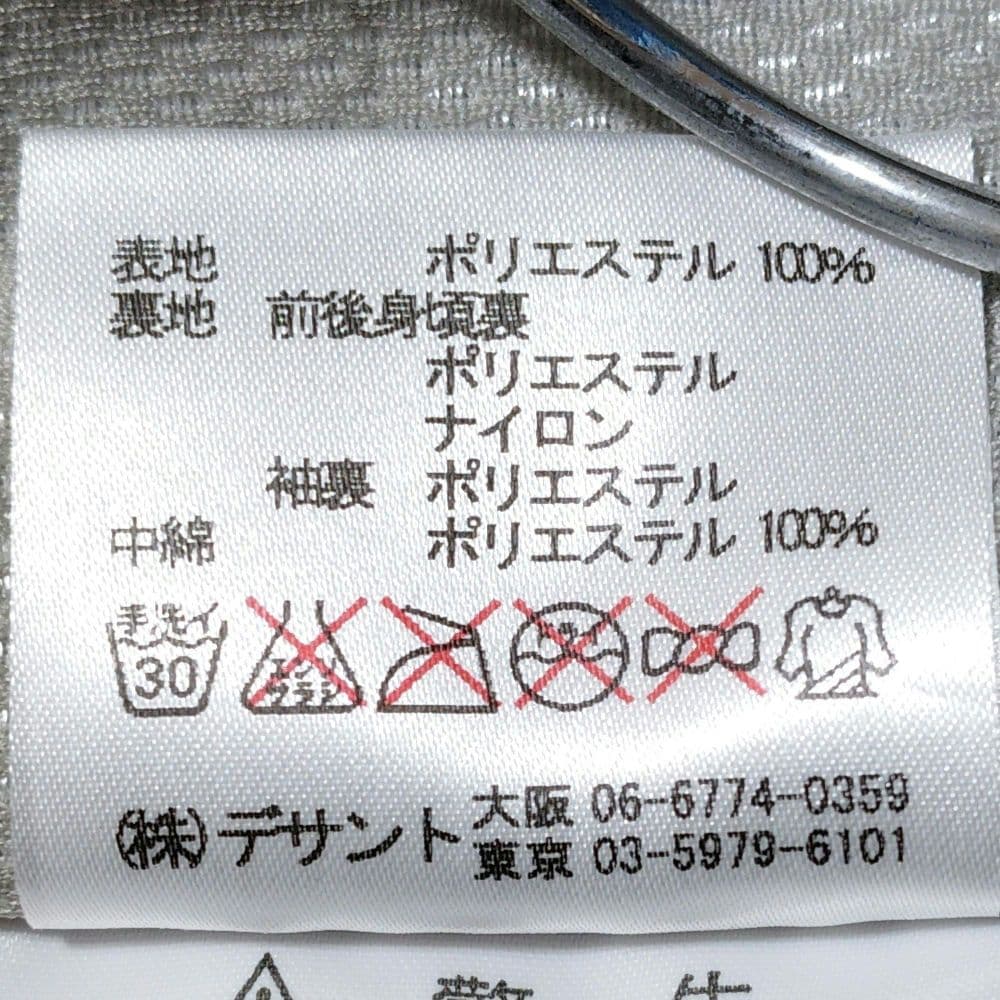 表地 ポリエステル 100%
裏地 前後身頃裏
ポリエステル
ナイロン
袖裏 ポリエステル
中綿 ポリエステル 100%
手洗イ
30
エンソ
サラシ
ドライ
(株)デサント 大阪 06-6774-0359
東京 03-5979-6101